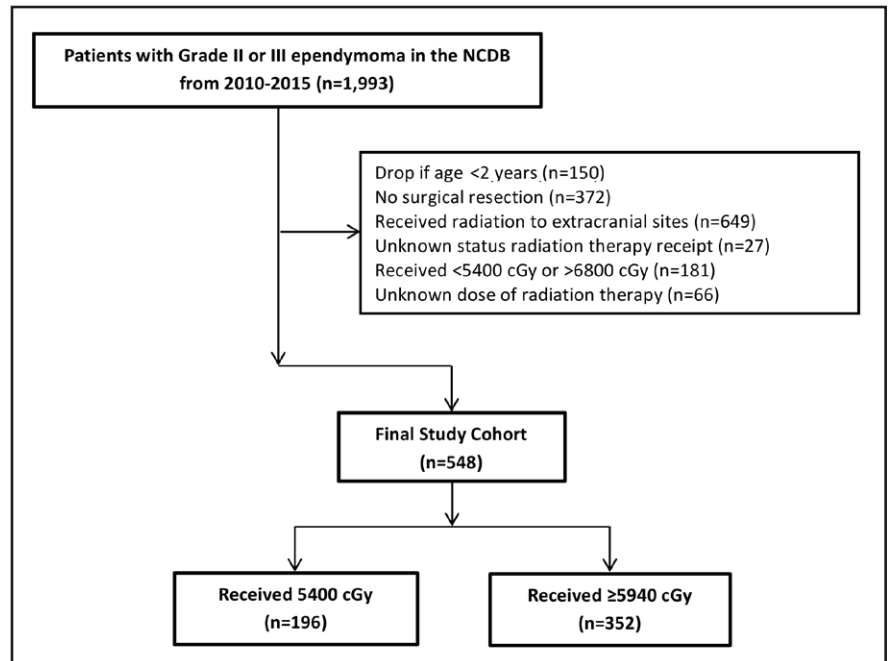 Patients with Grade II or III ependymoma in the NCDB
from 2010-2015 (n=1,993)
Drop if age <2 years (n=150)
No surgical resection (n=372)
Received radiation to extracranial sites (n=649)
Unknown status radiation therapy receipt (n=27)
Received <5400 cGy or >6800 cGy (n=181)
Unknown dose of radiation therapy (n=66)
Final Study Cohort
(n=548)
Received 5400 cGy
(n=196)
Received ≥5940 cGy
(n=352)